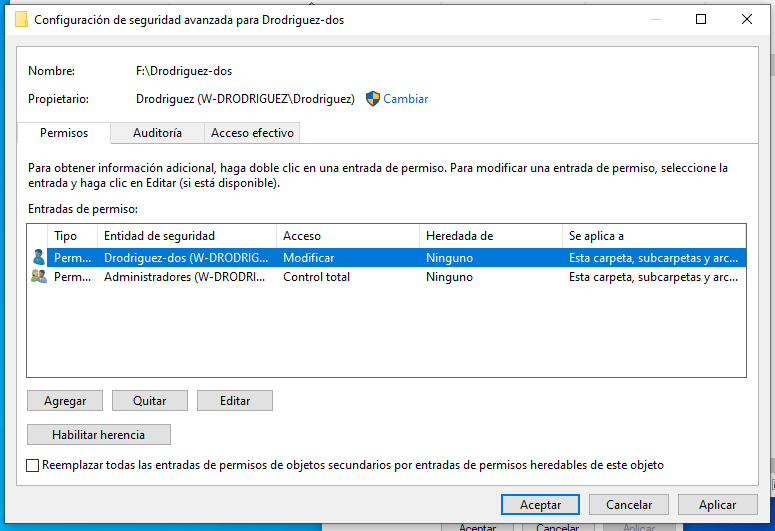 Configuración de seguridad avanzada para Drodriguez-dos
Nombre: F:\Drodriguez-dos
Propietario: Drodriguez (W-DRODRIGUEZ\Drodriguez) Cambiar
Permisos Auditoría Acceso efectivo
Para obtener información adicional, haga doble clic en una entrada de permiso. Para modificar una entrada de permiso, seleccione la
entrada y haga clic en Editar (si está disponible).
Entradas de permiso:
Tipo Entidad de seguridad Acceso Heredada de Se aplica a
Perm... Drodriguez-dos (W-DRODRIG... Modificar Ninguno Esta carpeta, subcarpetas y arc...
Perm... Administradores (W-DRODRI... Control total Ninguno Esta carpeta, subcarpetas y arc...
Agregar Quitar Editar
Habilitar herencia
Reemplazar todas las entradas de permisos de objetos secundarios por entradas de permisos heredables de este objeto
Aceptar Cancelar Aplicar
Aceptar Cancelar Aplicar